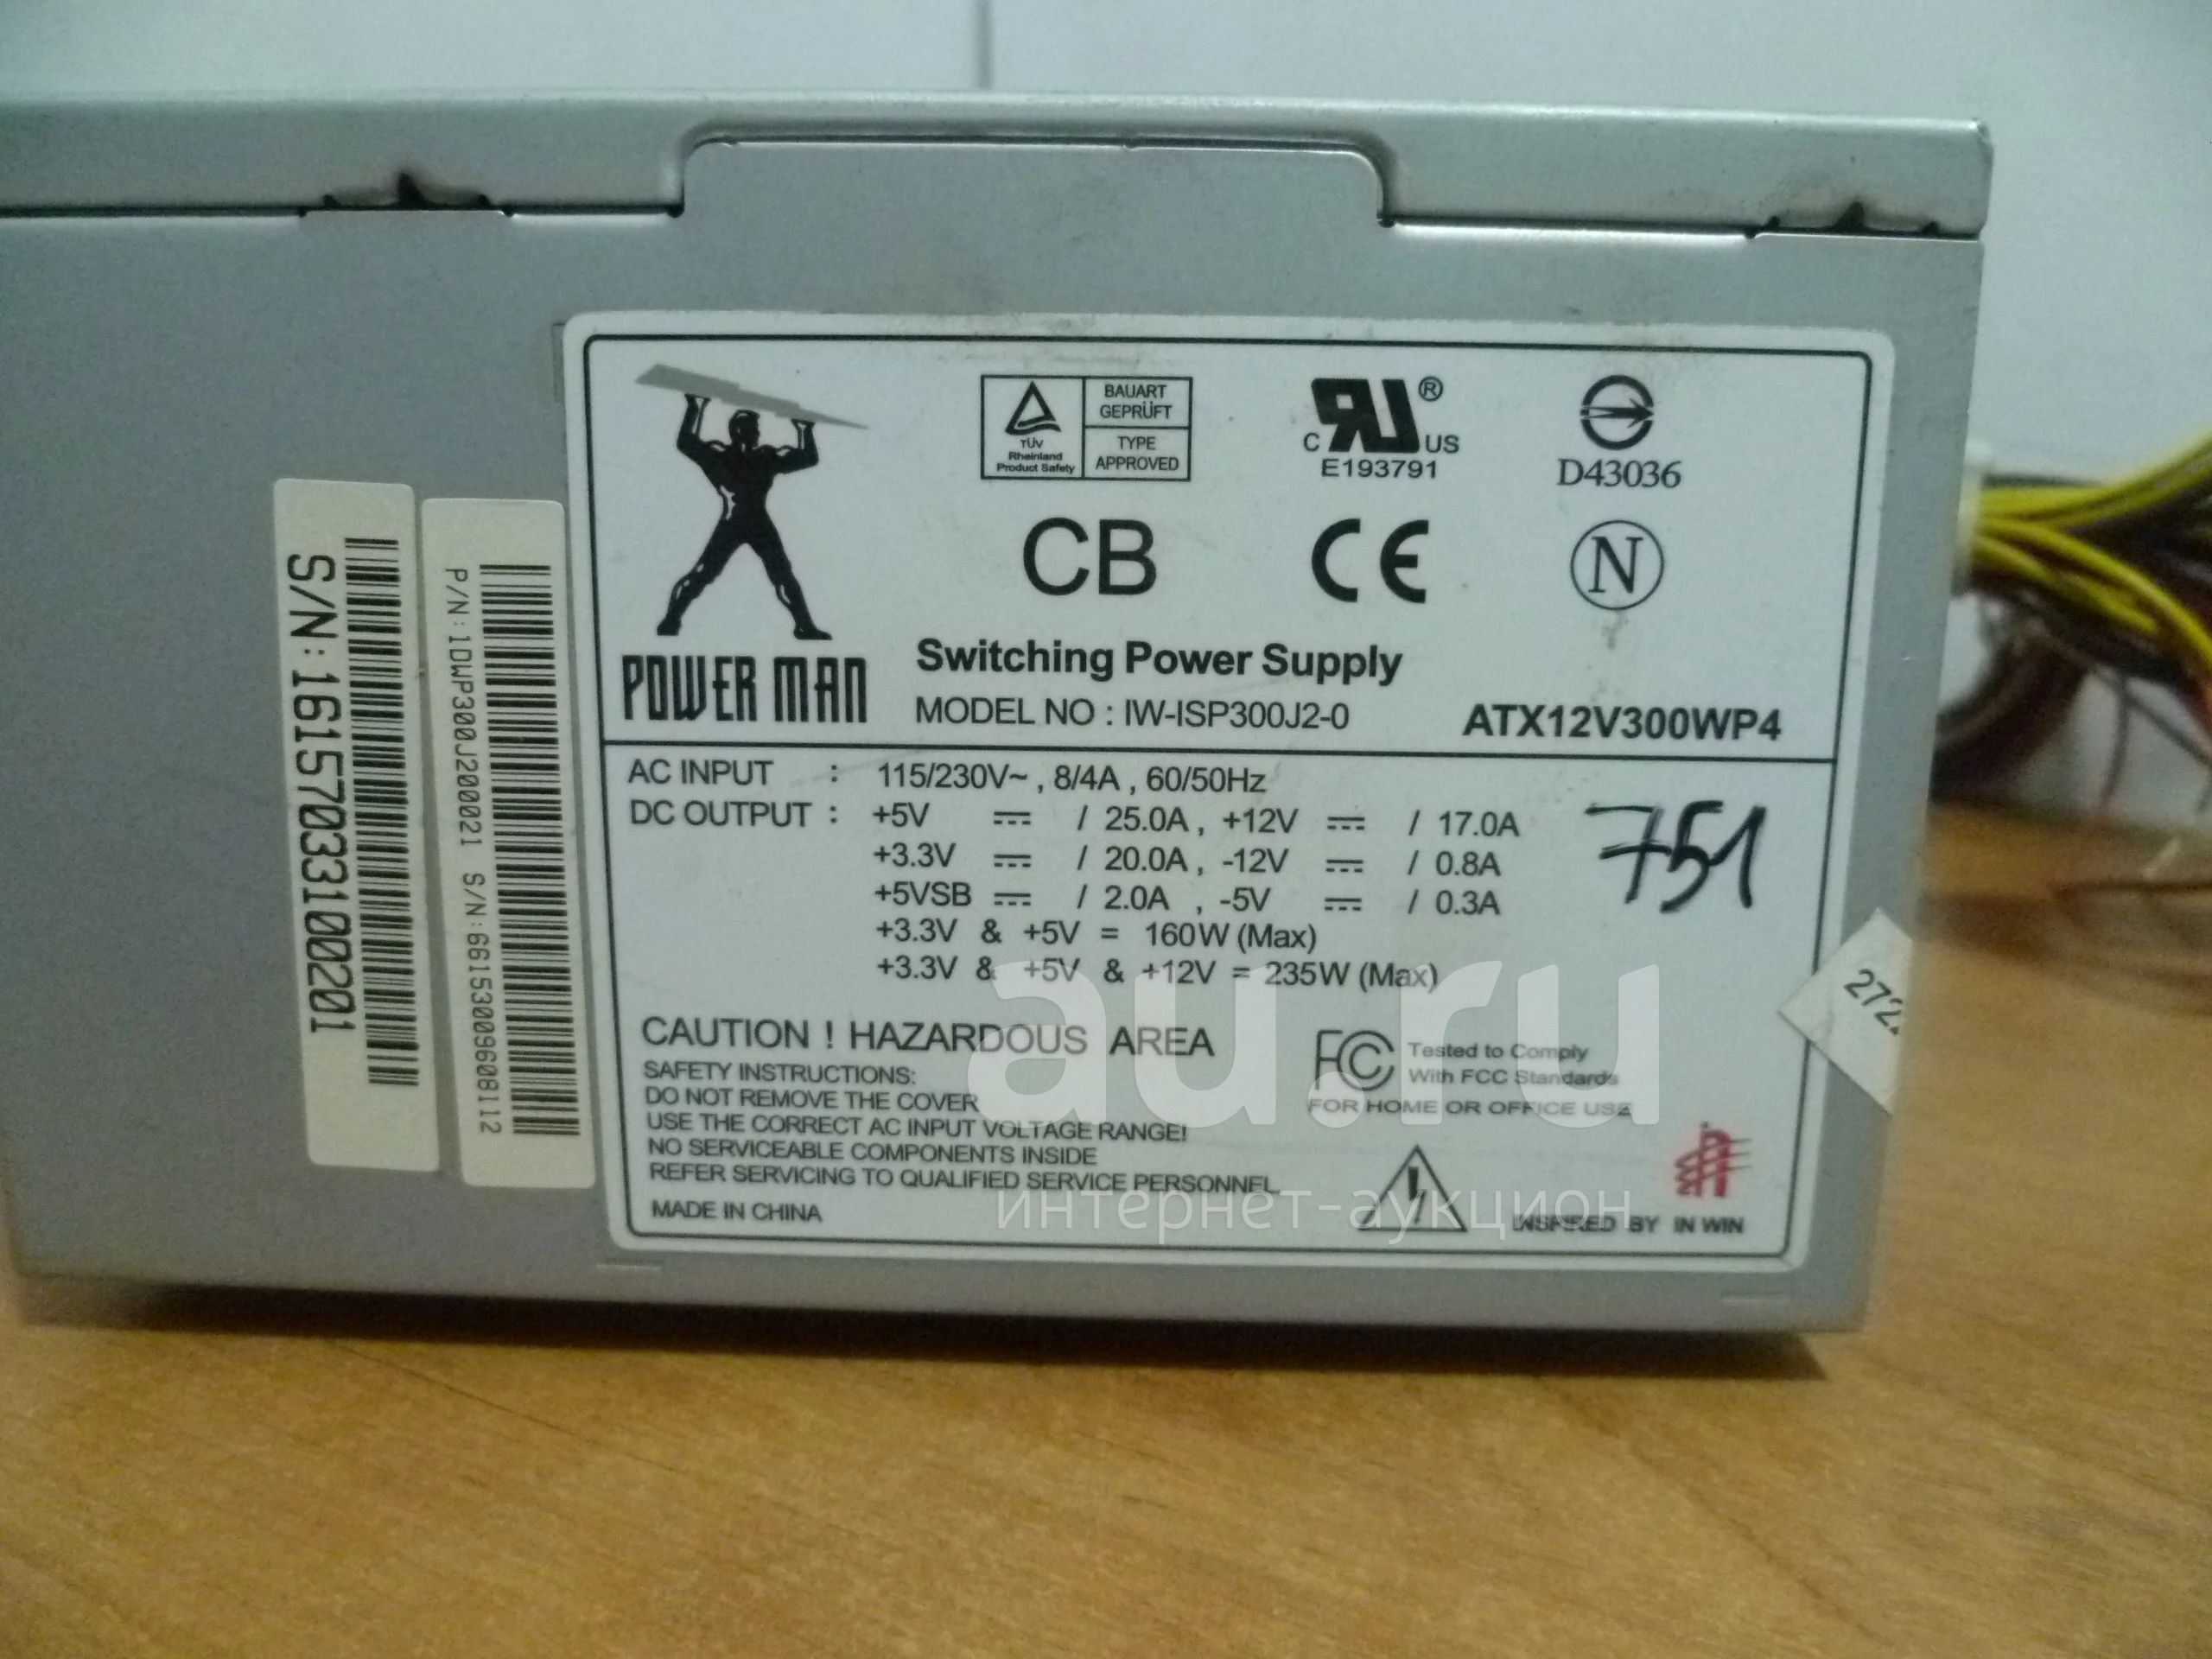 S/N: 1615703310020​1
P/N:1DWP300J200021 S/N:66153009608112
TÜV
Rheinland
Product Safety
BAUART
GEPRÜFT
TYPE
APPROVED
C US ®
E193791
D43036
CB
CE
N
POWER MAN
Switching Power Supply
MODEL NO : IW-ISP300J2-0
ATX12V300WP4
AC INPUT : 115/230V~ , 8/4A , 60/50Hz
DC OUTPUT : +5V / 25.0A , +12V / 17.0A
+3.3V / 20.0A , -12V / 0.8A
+5VSB / 2.0A , -5V / 0.3A
+3.3V & +5V = 160W (Max)
+3.3V & +5V & +12V = 235W (Max)
751
272
CAUTION ! HAZARDOUS AREA
SAFETY INSTRUCTIONS:
DO NOT REMOVE THE COVER
USE THE CORRECT AC INPUT VOLTAGE RANGE!
NO SERVICEABLE COMPONENTS INSIDE
REFER SERVICING TO QUALIFIED SERVICE PERSONNEL
MADE IN CHINA
FC Tested to Comply
With FCC Standards
FOR HOME OR OFFICE USE
INSPIRED BY IN WIN
au.ru
интернет-аукцион